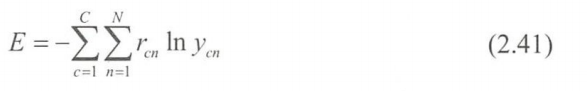 E = −∑_{c=1}^{C} ∑_{n=1}^{N} r_{cn} ln y_{cn} (2.41)